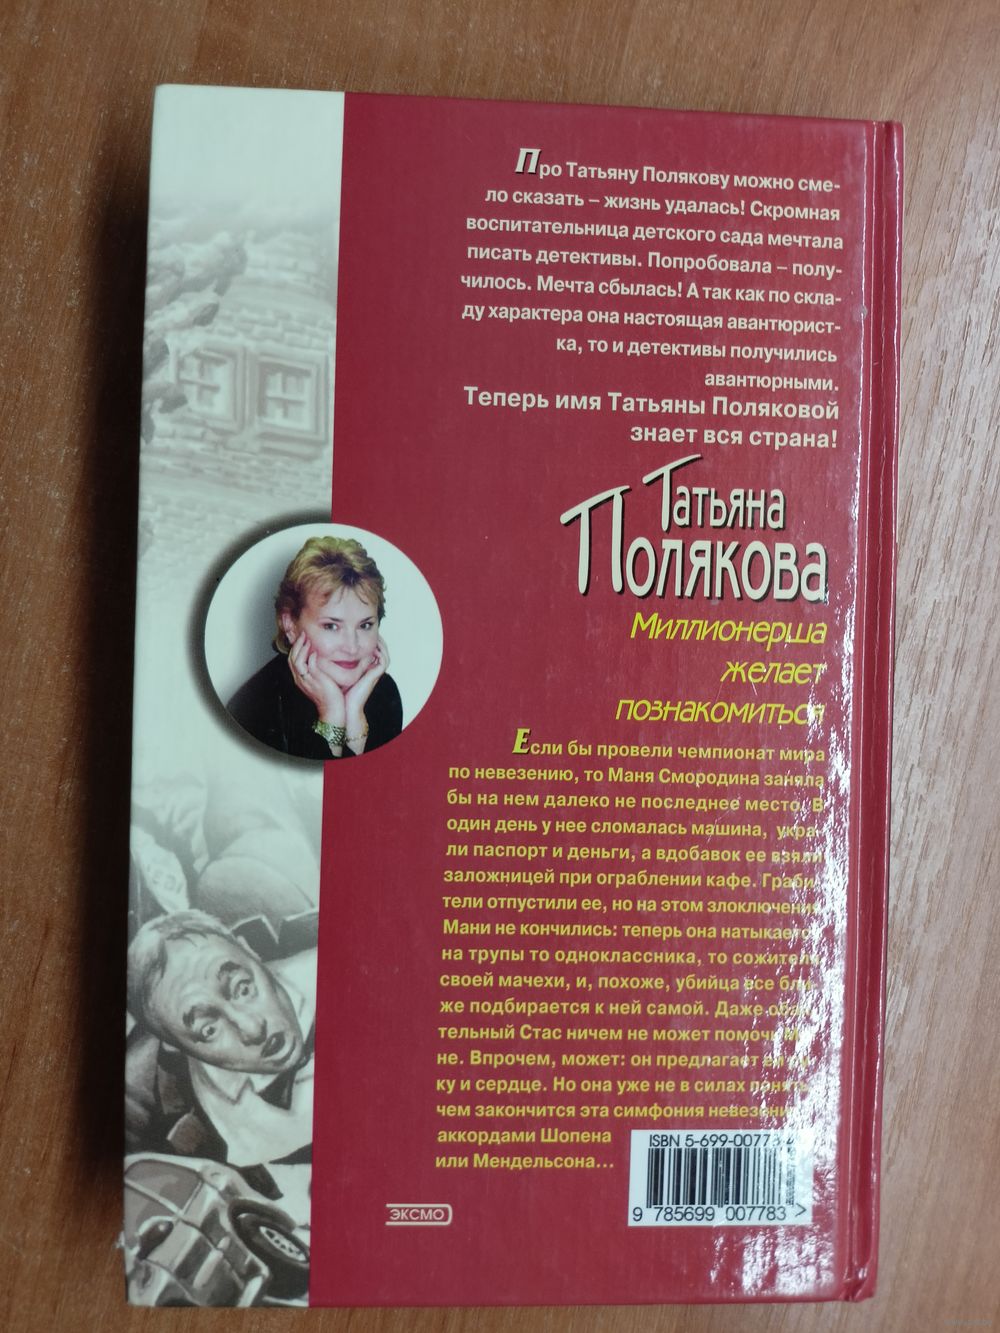 Про Татьяну Полякову можно сме-
ло сказать – жизнь удалась! Скромная
воспитательница детского сада мечтала
писать детективы. Попробовала – полу-
чилось. Мечта сбылась! А так как по скла-
ду характера она настоящая авантюрист-
ка, то и детективы получились
авантюрными.
Теперь имя Татьяны Поляковой
знает вся страна!
Татьяна
Полякова
Миллионерша
желает
познакомиться
Если бы провели чемпионат мира
по невезению, то Маня Смородина заняла
бы на нем далеко не последнее место. В
один день у нее сломалась машина, укра-
ли паспорт и деньги, а вдобавок ее взяли
заложницей при ограблении кафе. Граби-
тели отпустили ее, но на этом злоключения
Мани не кончились: теперь она натыкается
на трупы то одноклассника, то сожителя
своей мачехи, и, похоже, убийца все бли-
же подбирается к ней самой. Даже обая-
тельный Стас ничем не может помочь Ма-
не. Впрочем, может: он предлагает ей ру-
ку и сердце. Но она уже не в силах понять,
чем закончится эта симфония невезения
аккордами Шопена
или Мендельсона...
ISBN 5-699-00778
9 785699 007783 >
ЭКСМО